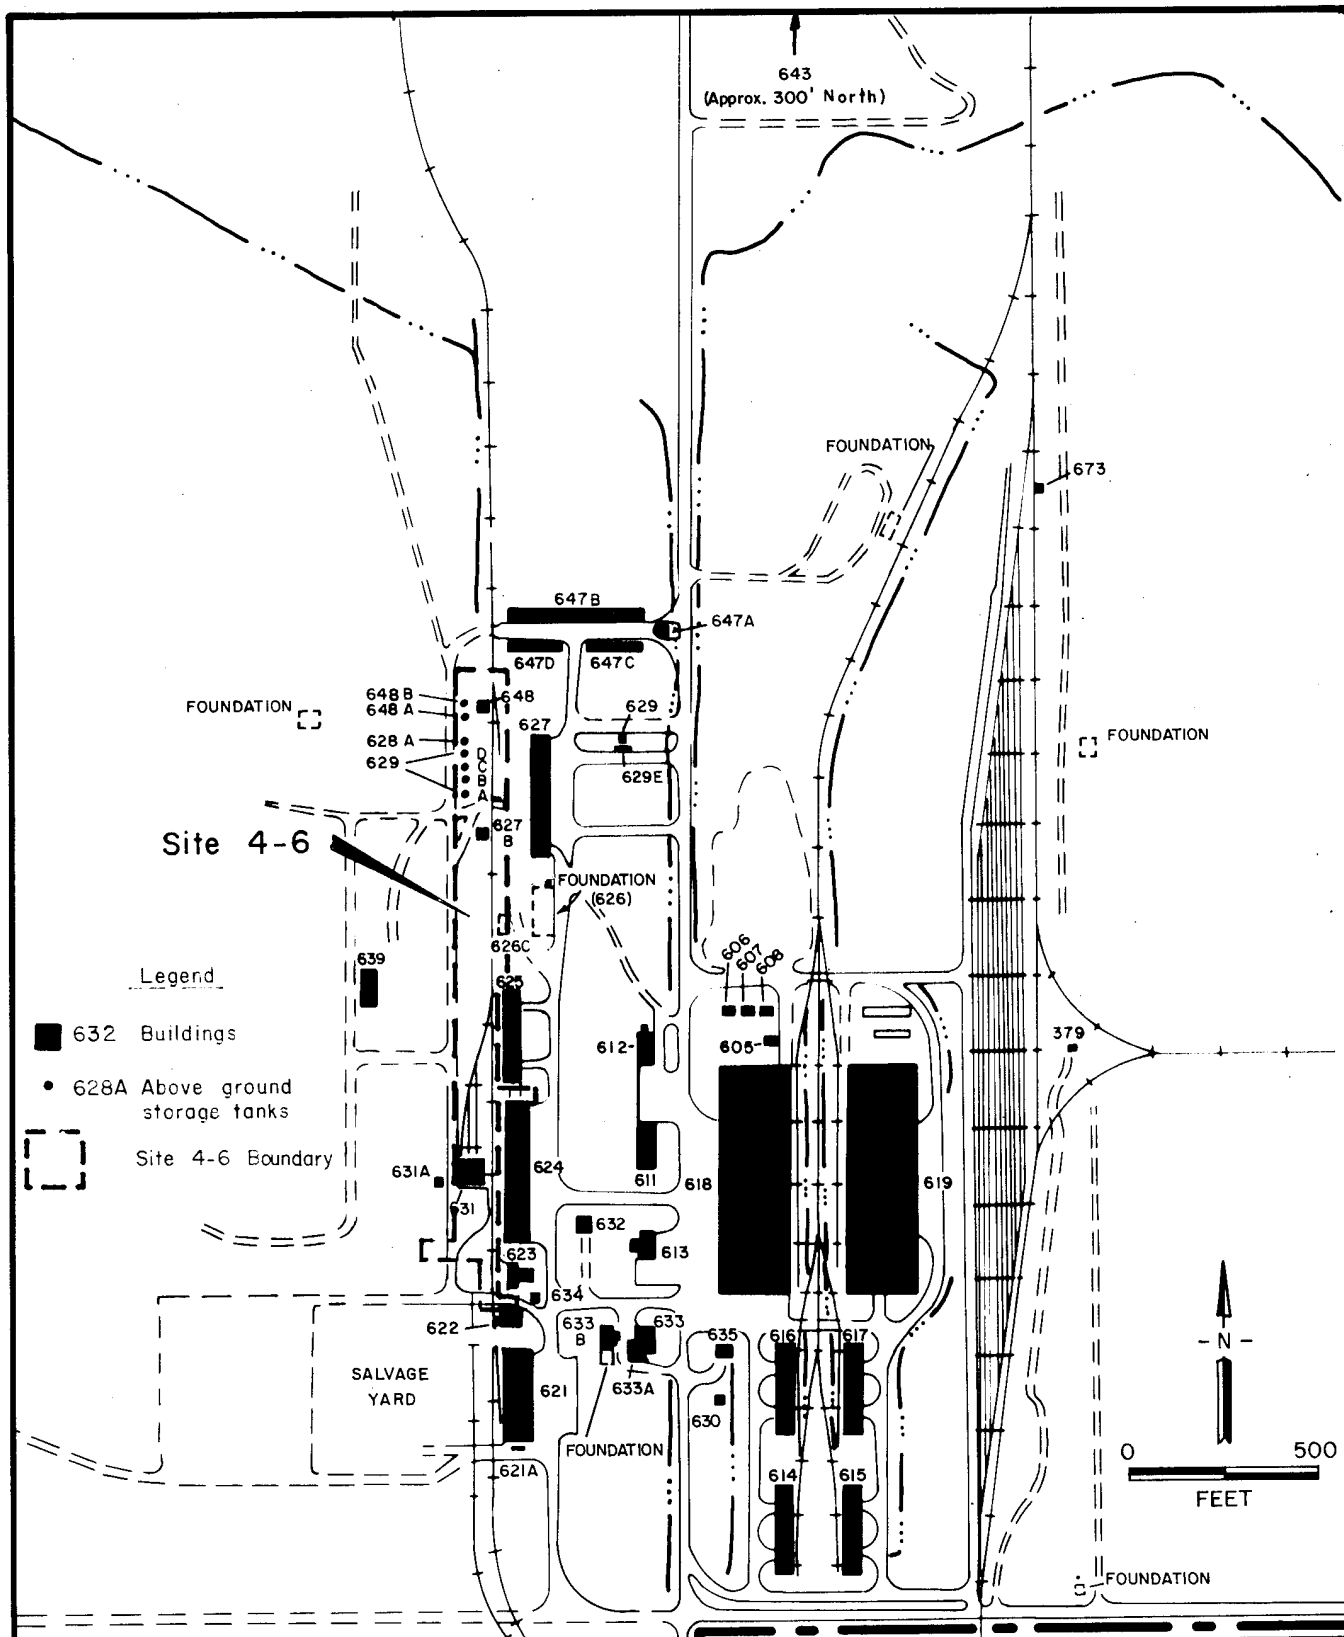 643
(Approx. 300' North)
FOUNDATION
673
647B
647A
647D
647C
648B
648
648A
FOUNDATION
627
629
628A
FOUNDATION
629
D
C
B
A
629E
627
B
Site 4-6
FOUNDATION
(626)
626C
606
607
608
639
625
Legend
632 Buildings
612
605
379
628A Above ground
storage tanks
Site 4-6 Boundary
631A
624
611
618
619
631
632
613
623
634
622
633
B
633
635
616
617
SALVAGE
YARD
621
633A
630
-N-
FOUNDATION
0 500
FEET
621A
614
615
FOUNDATION